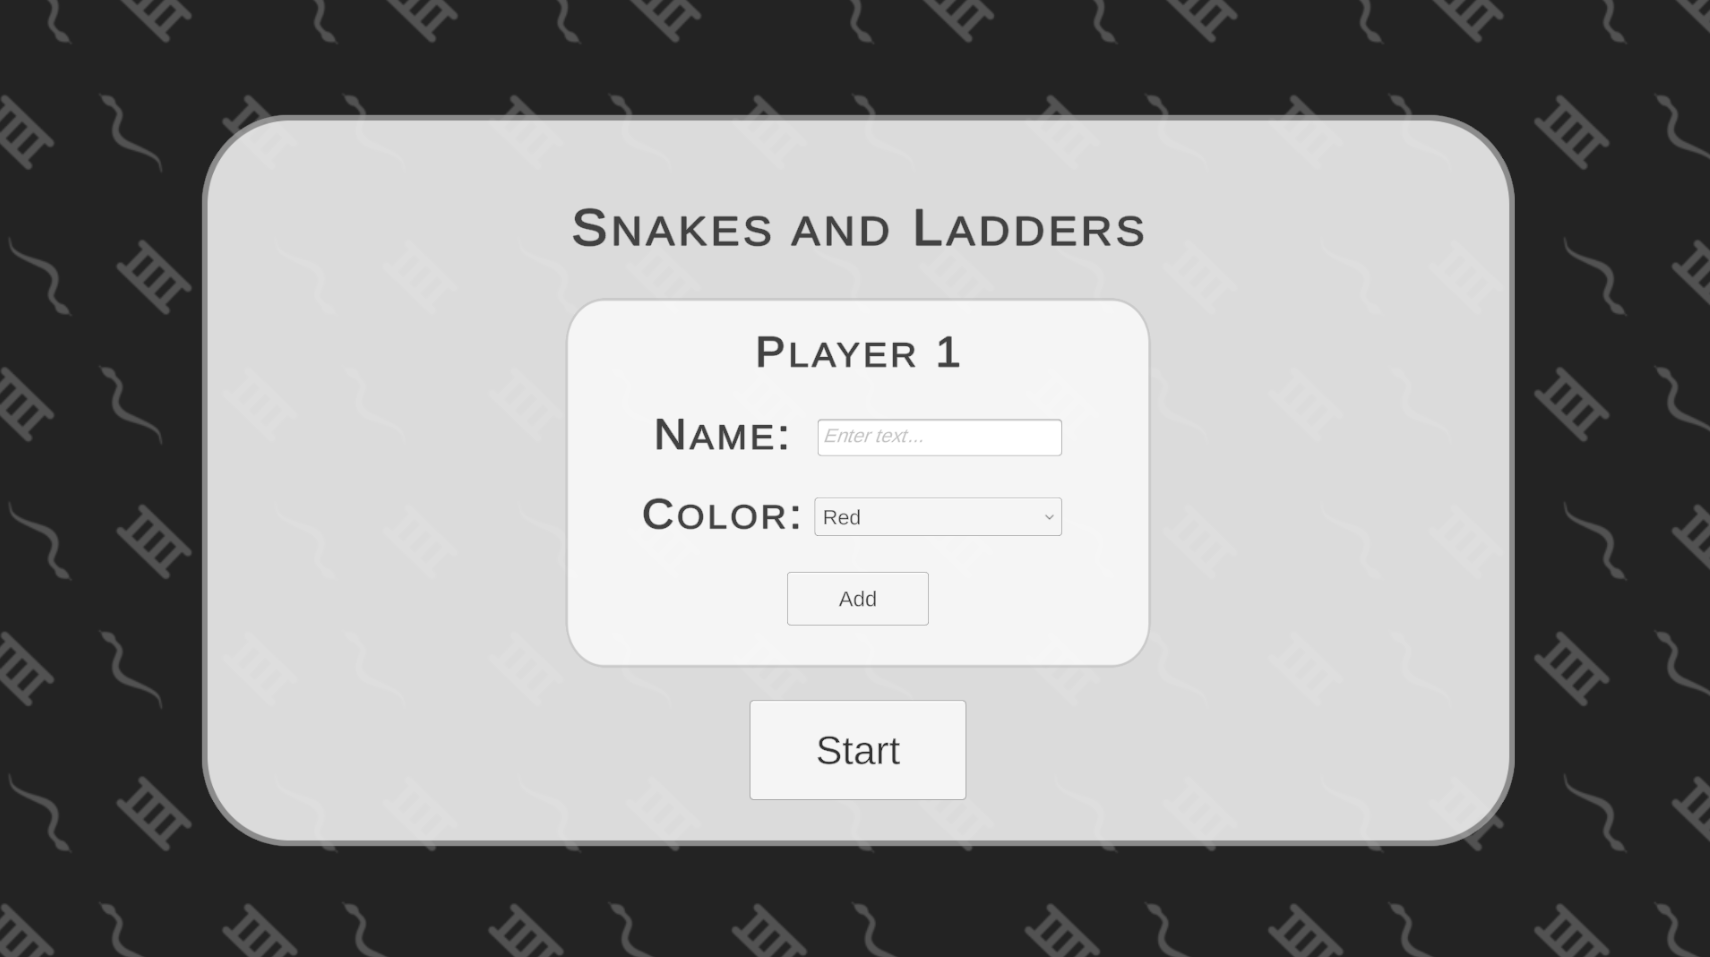 Snakes and Ladders
Player 1
Name: Enter text...
Color: Red
Add
Start